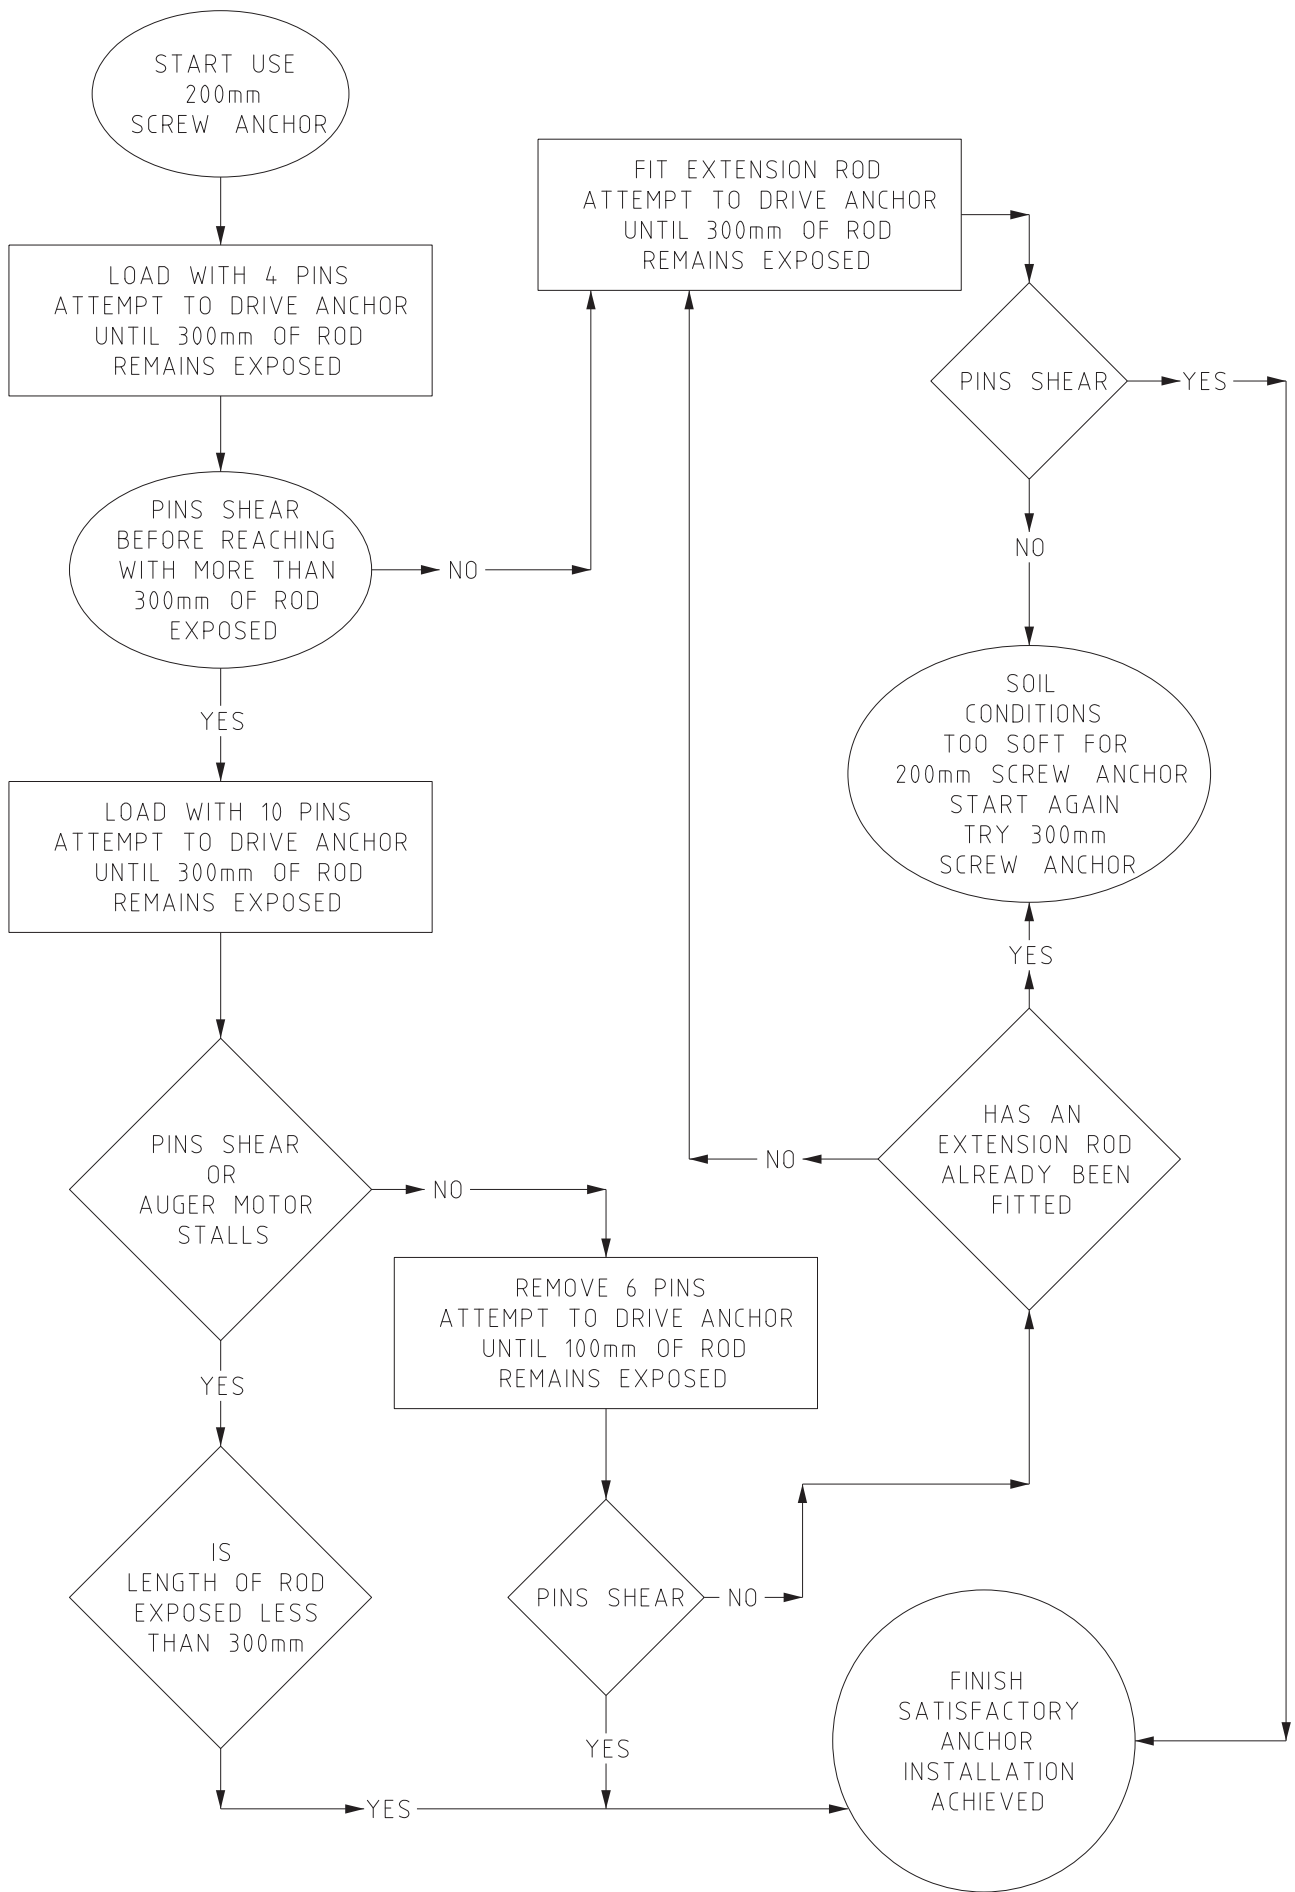 START USE
200mm
SCREW ANCHOR
LOAD WITH 4 PINS
ATTEMPT TO DRIVE ANCHOR
UNTIL 300mm OF ROD
REMAINS EXPOSED
PINS SHEAR
BEFORE REACHING
WITH MORE THAN
300mm OF ROD
EXPOSED
NO
YES
LOAD WITH 10 PINS
ATTEMPT TO DRIVE ANCHOR
UNTIL 300mm OF ROD
REMAINS EXPOSED
PINS SHEAR
OR
AUGER MOTOR
STALLS
NO
YES
IS
LENGTH OF ROD
EXPOSED LESS
THAN 300mm
YES
REMOVE 6 PINS
ATTEMPT TO DRIVE ANCHOR
UNTIL 100mm OF ROD
REMAINS EXPOSED
PINS SHEAR
NO
YES
FIT EXTENSION ROD
ATTEMPT TO DRIVE ANCHOR
UNTIL 300mm OF ROD
REMAINS EXPOSED
PINS SHEAR
YES
NO
SOIL
CONDITIONS
TOO SOFT FOR
200mm SCREW ANCHOR
START AGAIN
TRY 300mm
SCREW ANCHOR
YES
HAS AN
EXTENSION ROD
ALREADY BEEN
FITTED
NO
FINISH
SATISFACTORY
ANCHOR
INSTALLATION
ACHIEVED